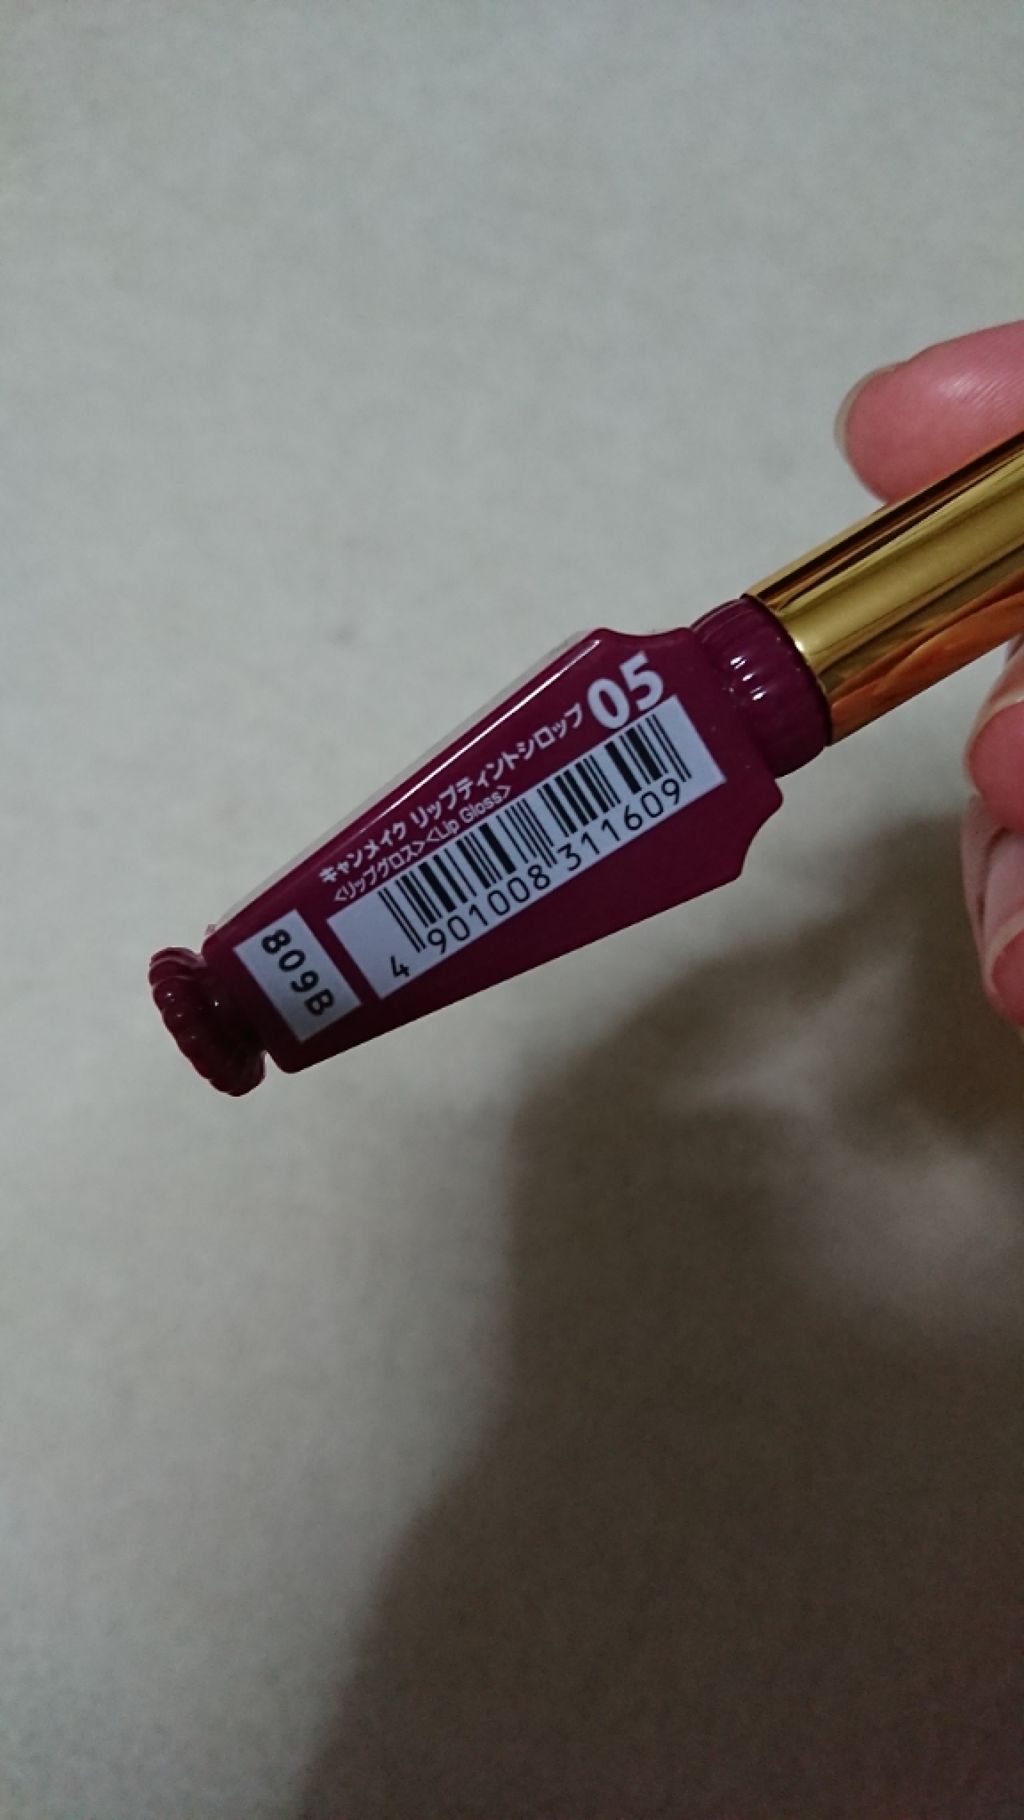 キャンメイク リップティントシロップ 05
<リップグロス><Lip Gloss>
4 901008 311609
809B